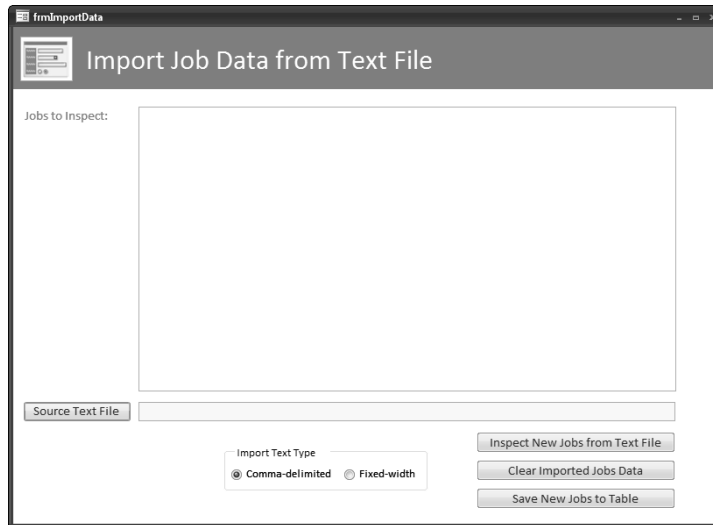 frmImportData
Import Job Data from Text File
Jobs to Inspect:
Source Text File
Import Text Type
Comma-delimited Fixed-width
Inspect New Jobs from Text File
Clear Imported Jobs Data
Save New Jobs to Table